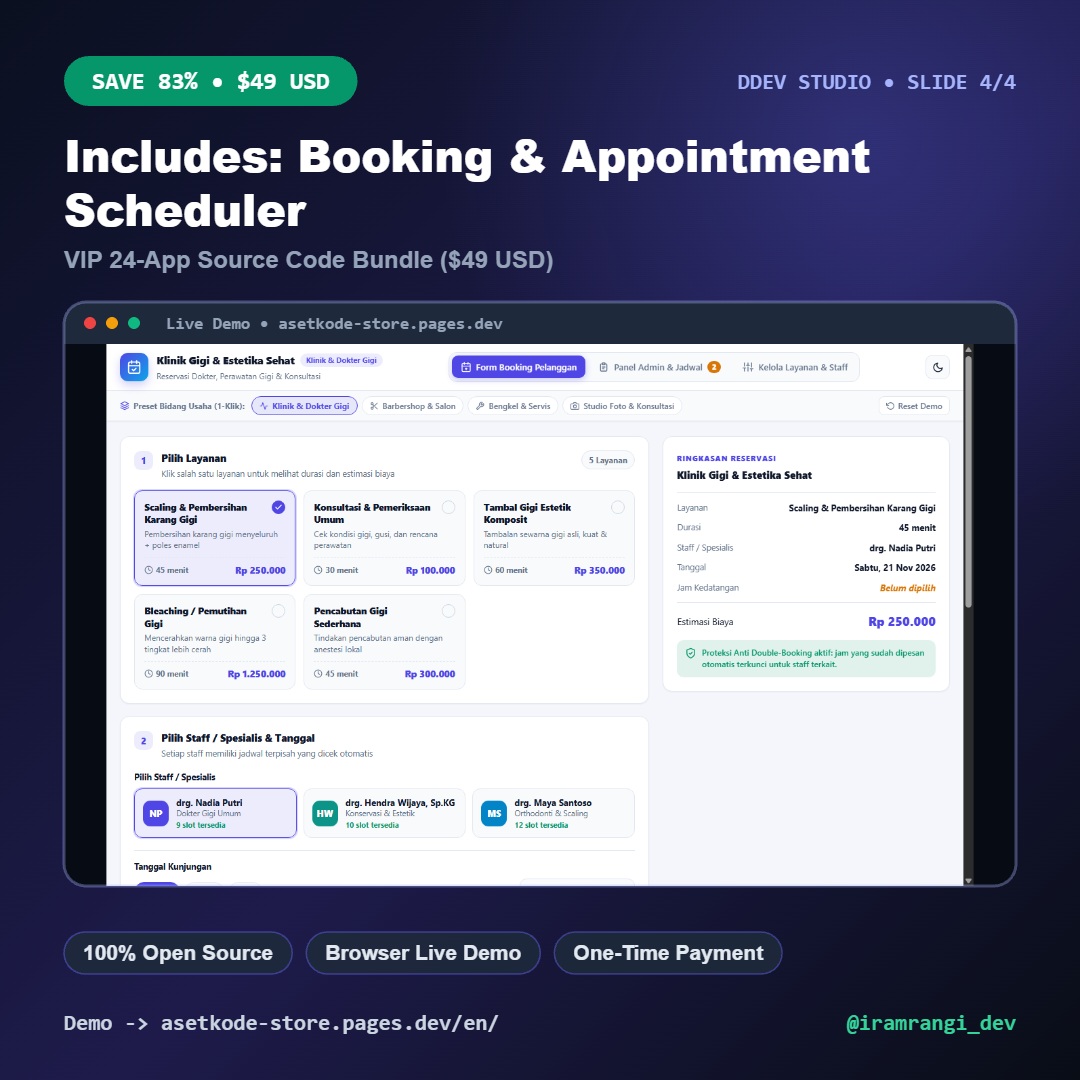 SAVE 83% • $49 USD
DDEV STUDIO • SLIDE 4/4
Includes: Booking & Appointment
Scheduler
VIP 24-App Source Code Bundle ($49 USD)
Live Demo • asetkode-store.pages.dev
Klinik Gigi & Estetika Sehat
Klinik & Dokter Gigi
Reservasi Dokter, Perawatan Gigi & Konsultasi
Form Booking Pelanggan
Panel Admin & Jadwal 2
Kelola Layanan & Staff
Preset Bidang Usaha (1-Klik):
Klinik & Dokter Gigi
Barbershop & Salon
Bengkel & Servis
Studio Foto & Konsultasi
Reset Demo
1
Pilih Layanan
Klik salah satu layanan untuk melihat durasi dan estimasi biaya
5 Layanan
Scaling & Pembersihan
Karang Gigi
Pembersihan karang gigi menyeluruh
+ poles enamel
45 menit
Rp 250.000
Konsultasi & Pemeriksaan
Umum
Cek kondisi gigi, gusi, dan rencana
perawatan
30 menit
Rp 100.000
Tambal Gigi Estetik
Komposit
Tambalan sewarna gigi asli, kuat &
natural
60 menit
Rp 350.000
Bleaching / Pemutihan
Gigi
Mencerahkan warna gigi hingga 3
tingkat lebih cerah
90 menit
Rp 1.250.000
Pencabutan Gigi
Sederhana
Tindakan pencabutan aman dengan
anestesi lokal
45 menit
Rp 300.000
2
Pilih Staff / Spesialis & Tanggal
Setiap staff memiliki jadwal terpisah yang dicek otomatis
Pilih Staff / Spesialis
NP
drg. Nadia Putri
Dokter Gigi Umum
9 slot tersedia
HW
drg. Hendra Wijaya, Sp.KG
Konservasi & Estetik
10 slot tersedia
MS
drg. Maya Santoso
Orthodonti & Scaling
12 slot tersedia
Tanggal Kunjungan
RINGKASAN RESERVASI
Klinik Gigi & Estetika Sehat
Layanan
Scaling & Pembersihan Karang Gigi
Durasi
45 menit
Staff / Spesialis
drg. Nadia Putri
Tanggal
Sabtu, 21 Nov 2026
Jam Kedatangan
Belum dipilih
Estimasi Biaya
Rp 250.000
Proteksi Anti Double-Booking aktif: jam yang sudah dipesan
otomatis terkunci untuk staff terkait.
100% Open Source
Browser Live Demo
One-Time Payment
Demo -> asetkode-store.pages.dev/en/
@iramrangi_dev